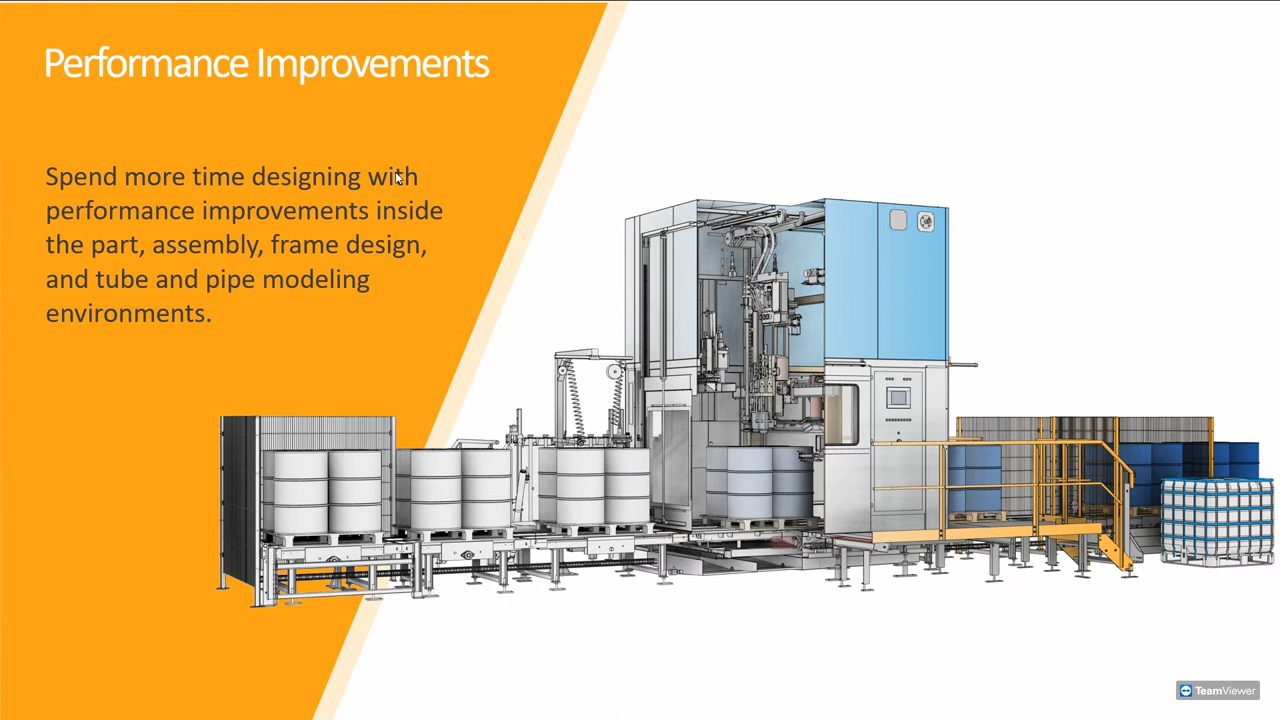 Performance Improvements
Spend more time designing with
performance improvements inside
the part, assembly, frame design,
and tube and pipe modeling
environments.
TeamViewer